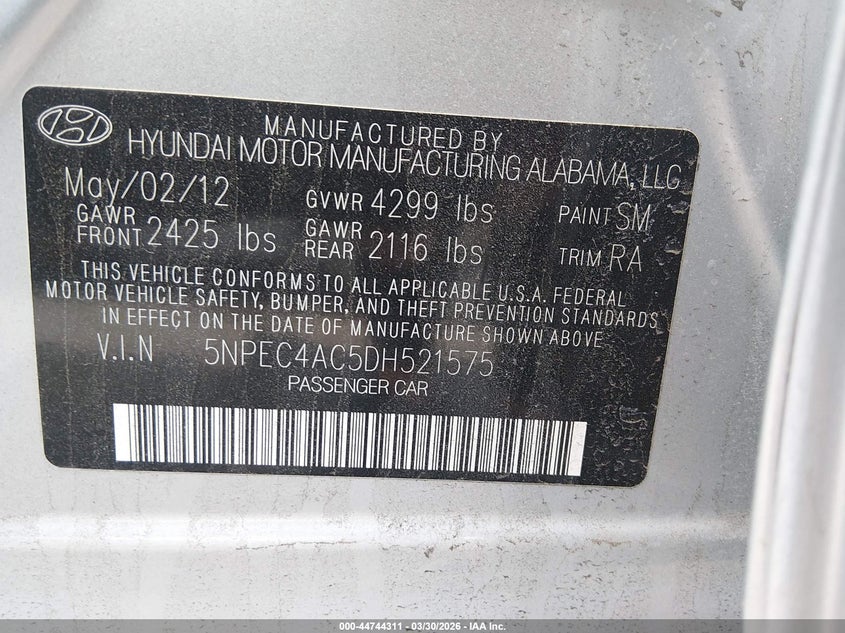 MANUFACTURED BY
HYUNDAI MOTOR MANUFACTURING ALABAMA, LLC
May/02/12 GVWR 4299 lbs PAINT SM
GAWR FRONT 2425 lbs GAWR REAR 2116 lbs TRIM RA
THIS VEHICLE CONFORMS TO ALL APPLICABLE U.S.A. FEDERAL
MOTOR VEHICLE SAFETY, BUMPER, AND THEFT PREVENTION STANDARDS
IN EFFECT ON THE DATE OF MANUFACTURE SHOWN ABOVE
V.I.N 5NPEC4AC5DH521575
PASSENGER CAR
000-44744311 - 03/30/2026 - IAA Inc.